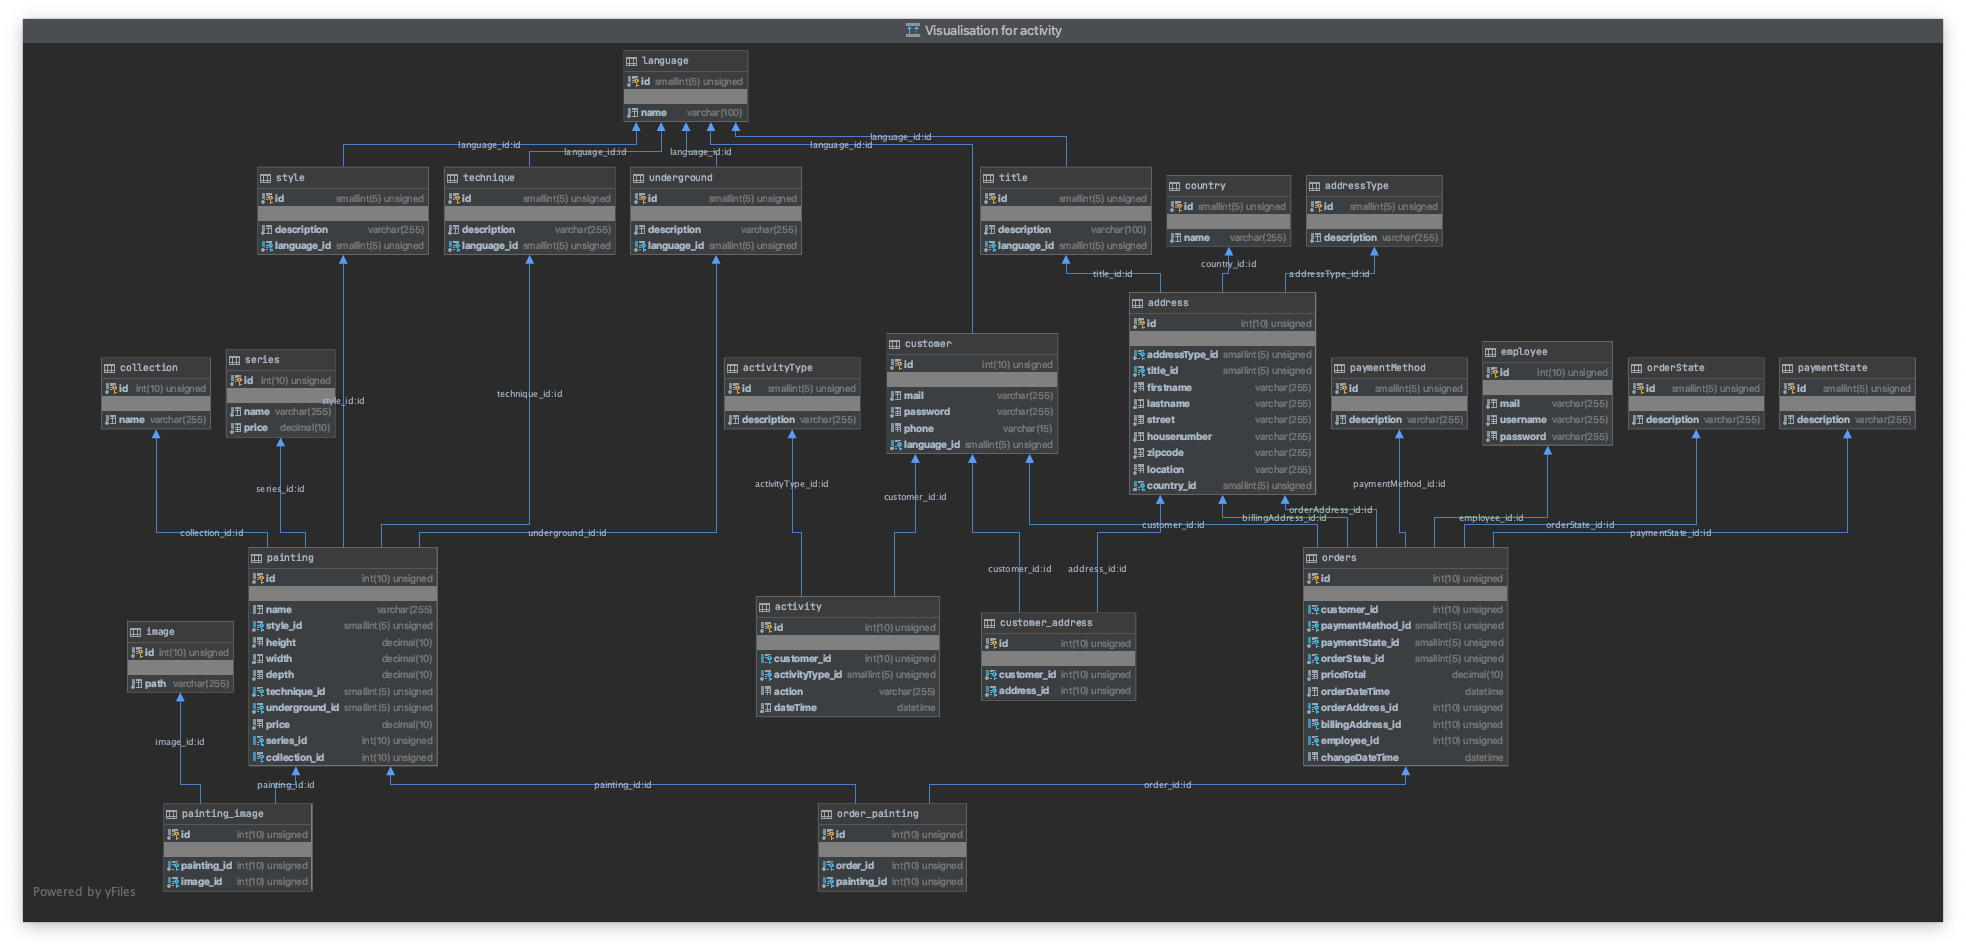 Visualisation for activity
language
id smallint(5) unsigned
name varchar(100)
language_id:id
language_id:id
language_id:id
language_id:id
language_id:id
style
id smallint(5) unsigned
description varchar(255)
language_id smallint(5) unsigned
technique
id smallint(5) unsigned
description varchar(255)
language_id smallint(5) unsigned
underground
id smallint(5) unsigned
description varchar(255)
language_id smallint(5) unsigned
title
id smallint(5) unsigned
description varchar(100)
language_id smallint(5) unsigned
country
id smallint(5) unsigned
name varchar(255)
addressType
id smallint(5) unsigned
description varchar(255)
title_id:id
country_id:id
addressType_id:id
address
id int(10) unsigned
addressType_id smallint(5) unsigned
title_id smallint(5) unsigned
firstname varchar(255)
lastname varchar(255)
street varchar(255)
housenumber varchar(255)
zipcode varchar(255)
location varchar(255)
country_id smallint(5) unsigned
collection
id int(10) unsigned
name varchar(255)
series
id int(10) unsigned
name varchar(255)
price decimal(10)
style_id:id
technique_id:id
activityType
id smallint(5) unsigned
description varchar(255)
customer
id int(10) unsigned
mail varchar(255)
password varchar(255)
phone varchar(15)
language_id smallint(5) unsigned
paymentMethod
id smallint(5) unsigned
description varchar(255)
employee
id int(10) unsigned
mail varchar(255)
username varchar(255)
password varchar(255)
orderState
id smallint(5) unsigned
description varchar(255)
paymentState
id smallint(5) unsigned
description varchar(255)
series_id:id
activityType_id:id
customer_id:id
paymentMethod_id:id
collection_id:id
underground_id:id
customer_id:id
billingAddress_id:id
orderAddress_id:id
employee_id:id
orderState_id:id
paymentState_id:id
customer_id:id
address_id:id
painting
id int(10) unsigned
name varchar(255)
style_id smallint(5) unsigned
height decimal(10)
width decimal(10)
depth decimal(10)
technique_id smallint(5) unsigned
underground_id smallint(5) unsigned
price decimal(10)
series_id int(10) unsigned
collection_id int(10) unsigned
image
id int(10) unsigned
path varchar(255)
activity
id int(10) unsigned
customer_id int(10) unsigned
activityType_id smallint(5) unsigned
action varchar(255)
dateTime datetime
customer_address
id int(10) unsigned
customer_id int(10) unsigned
address_id int(10) unsigned
orders
id int(10) unsigned
customer_id int(10) unsigned
paymentMethod_id smallint(5) unsigned
paymentState_id smallint(5) unsigned
orderState_id smallint(5) unsigned
priceTotal decimal(10)
orderDateTime datetime
orderAddress_id int(10) unsigned
billingAddress_id int(10) unsigned
employee_id int(10) unsigned
changeDateTime datetime
image_id:id
painting_id:id
painting_id:id
order_id:id
painting_image
id int(10) unsigned
painting_id int(10) unsigned
image_id int(10) unsigned
order_painting
id int(10) unsigned
order_id int(10) unsigned
painting_id int(10) unsigned
Powered by yFiles